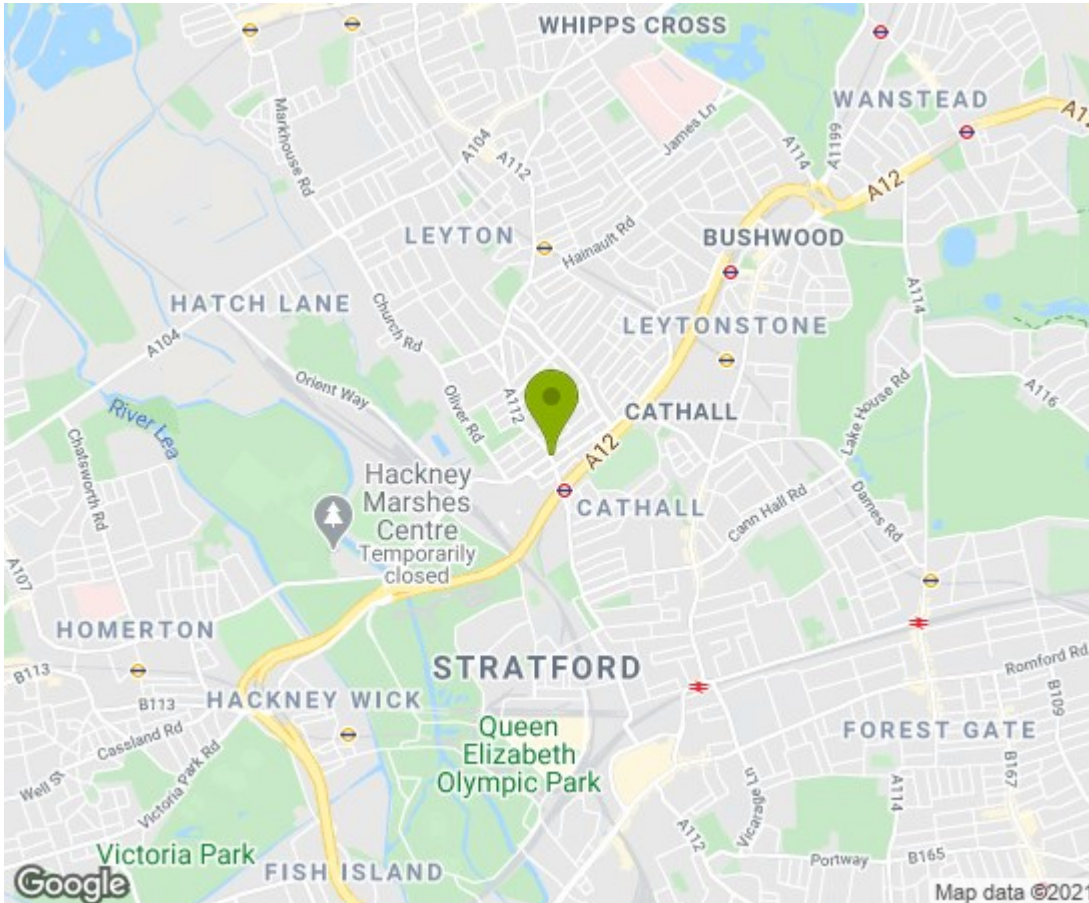 WHIPPS CROSS
WANSTEAD
A12
A1199
A114
James Ln
Markhouse Rd
A104
A112
A12
LEYTON
Hainault Rd
BUSHWOOD
HATCH LANE
A114
Church Rd
LEYTONSTONE
A104
Orient Way
A112
Oliver Rd
River Lea
CATHALL
Lake House Rd
A116
A12
Chatsworth Rd
Hackney
Marshes
Centre
Temporarily
closed
CATHALL
Cann Hall Rd
Dames Rd
A107
HOMERTON
B113
STRATFORD
Romford Rd
B113
HACKNEY WICK
B109
Cassland Rd
Queen
Elizabeth
Olympic Park
FOREST GATE
Well St
Victoria Park Rd
B167
A114
Vicarage Ln
A112
Victoria Park
FISH ISLAND
Portway
B165
Google
Map data ©2021